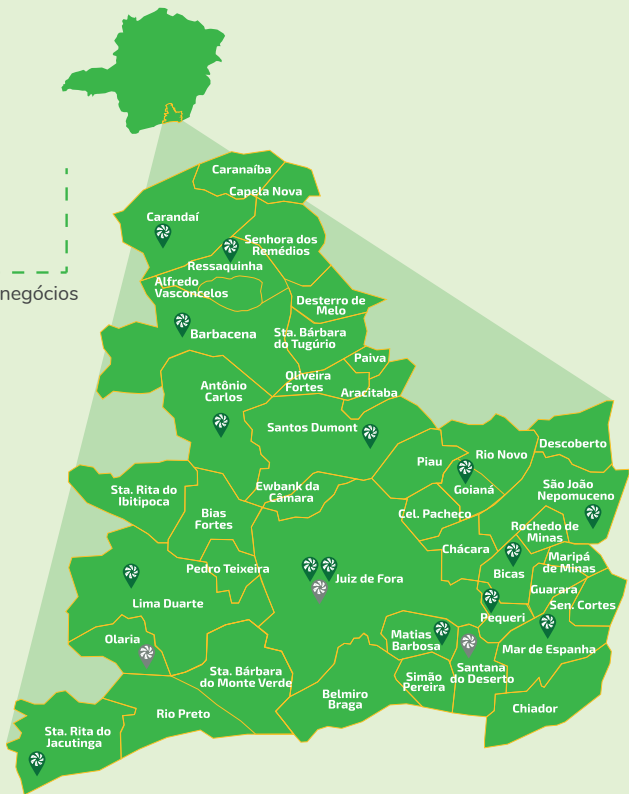 Caranaíba
Capela Nova
Carandaí
Senhora dos
Remédios
Ressaquinha
negócios
Alfredo
Vasconcelos
Desterro de
Melo
Barbacena
Sta. Bárbara
do Tugúrio
Paiva
Oliveira
Fortes
Antônio
Carlos
Aracitaba
Santos Dumont
Descoberto
Rio Novo
Piau
Goianá
São João
Nepomuceno
Sta. Rita do
Ibitipoca
Ewbank da
Câmara
Bias
Fortes
Cel. Pacheco
Rochedo de
Minas
Chácara
Maripá
de Minas
Pedro Teixeira
Juiz de Fora
Bicas
Guarara
Lima Duarte
Sen. Cortes
Pequeri
Olaria
Matias
Barbosa
Mar de Espanha
Santana
do Deserto
Sta. Bárbara
do Monte Verde
Simão
Pereira
Belmiro
Braga
Rio Preto
Chiador
Sta. Rita do
Jacutinga